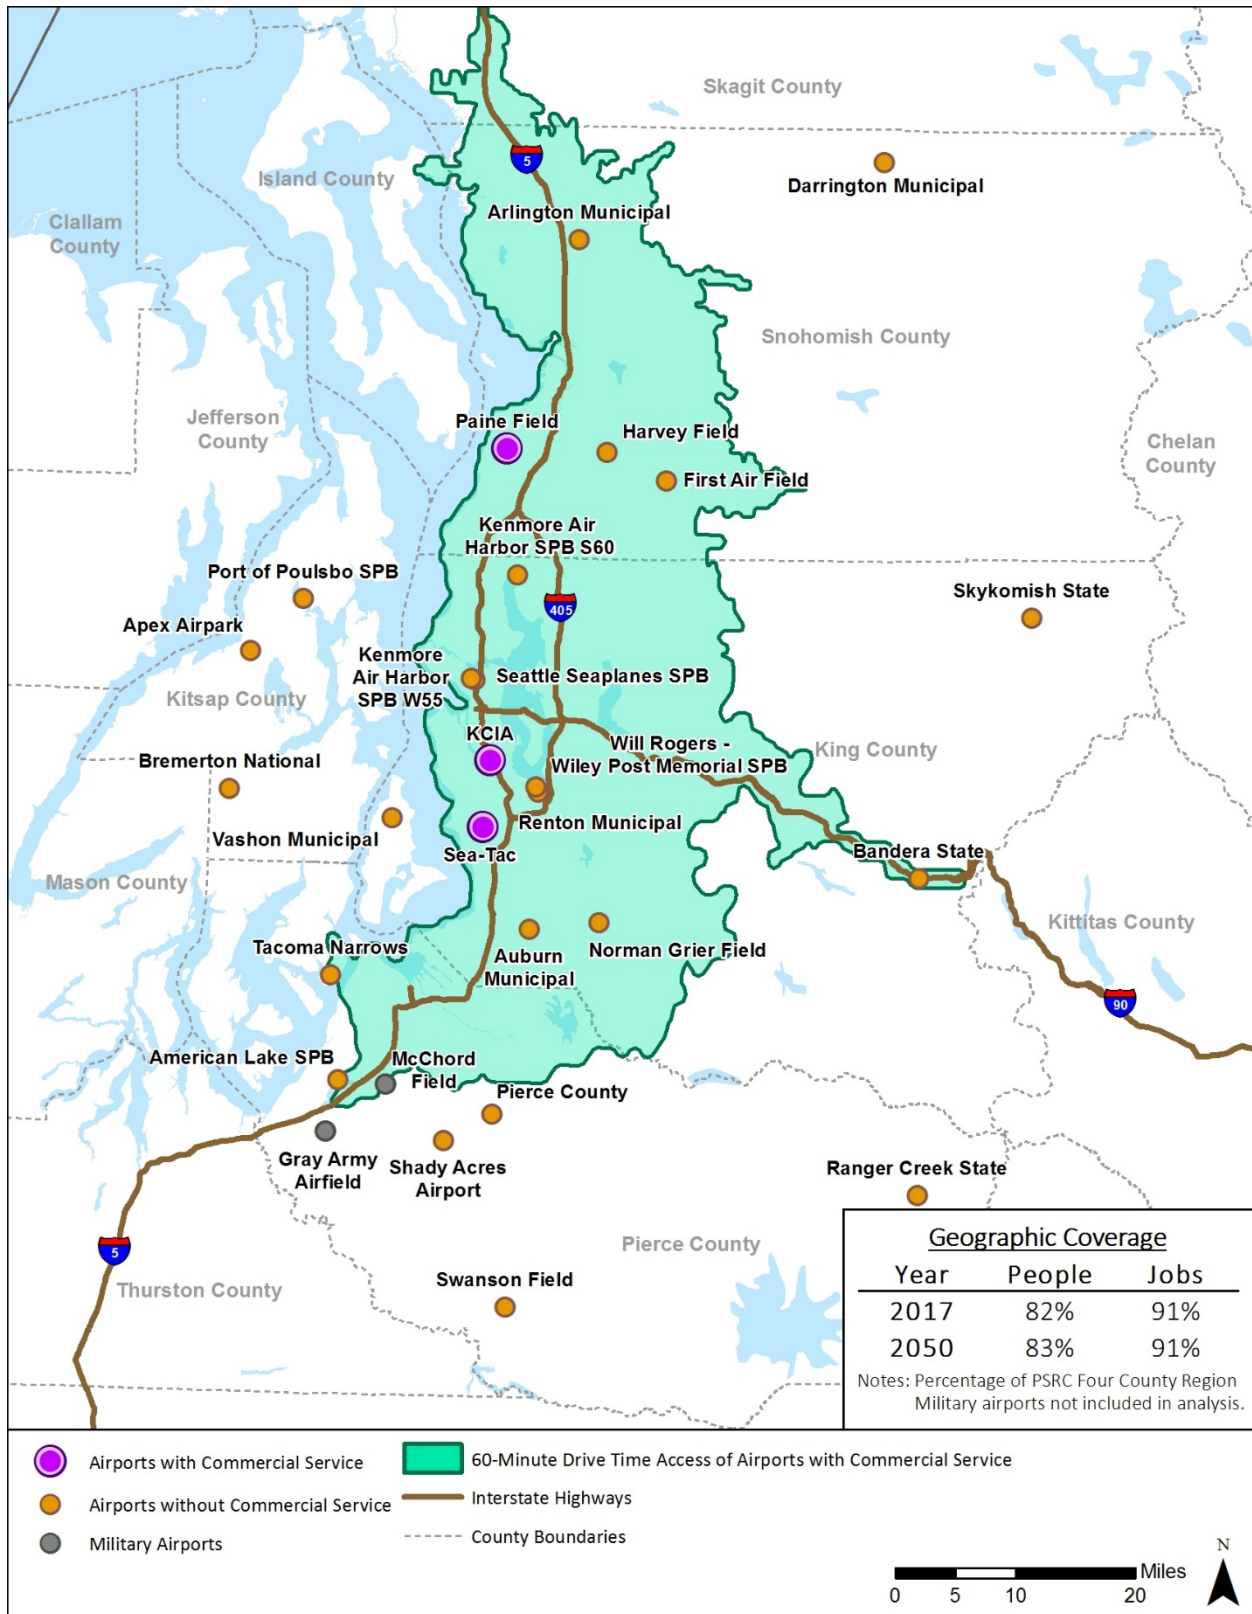 Skagit County
5
Darrington Municipal
Island County
Clallam
County
Arlington Municipal
Snohomish County
Jefferson
County
Paine Field
Harvey Field
Chelan
County
First Air Field
Kenmore Air
Harbor SPB S60
Port of Poulsbo SPB
405
Skykomish State
Apex Airpark
Kenmore
Air Harbor
SPB W55
Seattle Seaplanes SPB
Kitsap County
KCIA
Will Rogers -
Wiley Post Memorial SPB
King County
Bremerton National
Renton Municipal
Vashon Municipal
Sea-Tac
Bandera State
Mason County
Kittitas County
Tacoma Narrows
Auburn
Municipal
Norman Grier Field
90
American Lake SPB
McChord
Field
Pierce County
Gray Army
Airfield
Shady Acres
Airport
Ranger Creek State
5
Pierce County
Thurston County
Swanson Field
Geographic Coverage
Year People Jobs
2017 82% 91%
2050 83% 91%
Notes: Percentage of PSRC Four County Region
Military airports not included in analysis.
Airports with Commercial Service
60-Minute Drive Time Access of Airports with Commercial Service
Airports without Commercial Service
Interstate Highways
Military Airports
County Boundaries
N
Miles
0 5 10 20